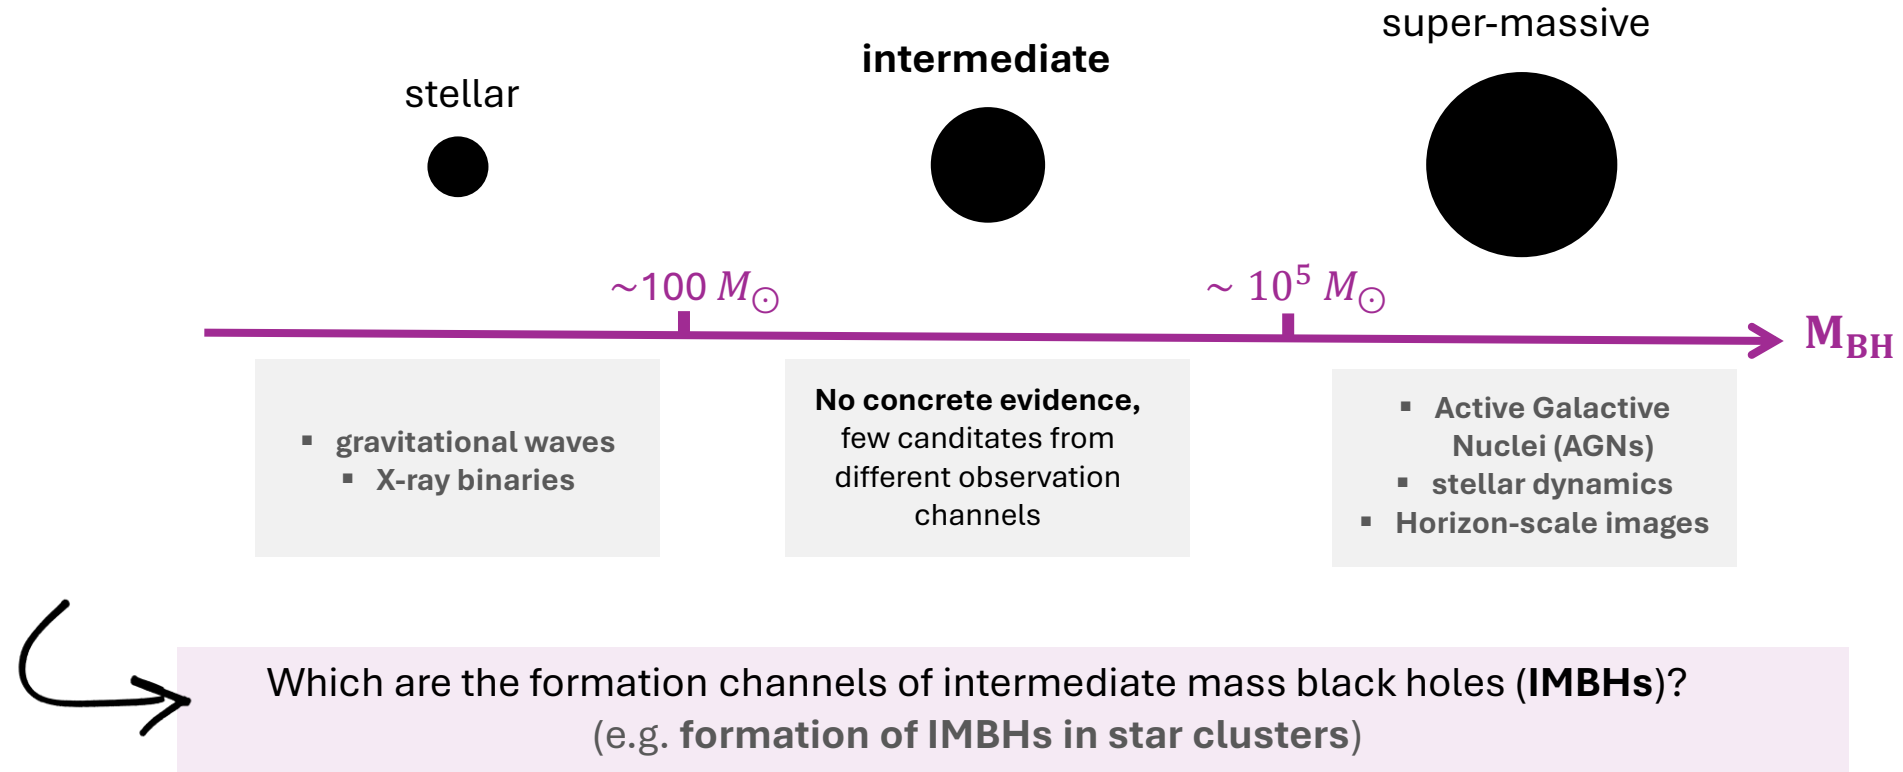 stellar
intermediate
super-massive
~100 M☉
~ 10⁵ M☉
M_BH
▪ gravitational waves
▪ X-ray binaries
No concrete evidence,
few canditates from
different observation
channels
▪ Active Galactic
Nuclei (AGNs)
▪ stellar dynamics
▪ Horizon-scale images
Which are the formation channels of intermediate mass black holes (IMBHs)?
(e.g. formation of IMBHs in star clusters)